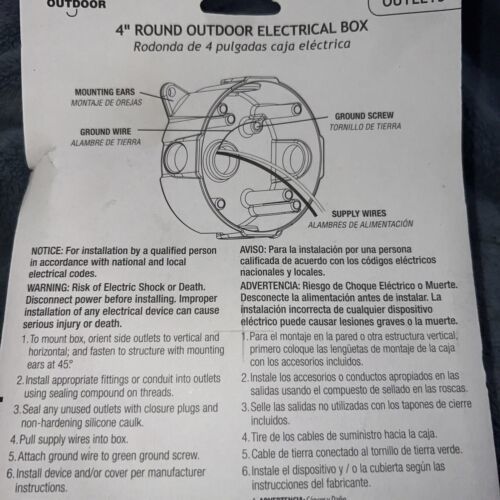 OUTDOOR
OUTLETS
4" ROUND OUTDOOR ELECTRICAL BOX
Rodonda de 4 pulgadas caja eléctrica
MOUNTING EARS
MONTAJE DE OREJAS
GROUND WIRE
ALAMBRE DE TIERRA
GROUND SCREW
TORNILLO DE TIERRA
SUPPLY WIRES
ALAMBRES DE ALIMENTACIÓN
NOTICE: For installation by a qualified person
in accordance with national and local
electrical codes.
WARNING: Risk of Electric Shock or Death.
Disconnect power before installing. Improper
installation of any electrical device can cause
serious injury or death.
1. To mount box, orient side outlets to vertical and
horizontal; and fasten to structure with mounting
ears at 45°
2. Install appropriate fittings or conduit into outlets
using sealing compound on threads.
3. Seal any unused outlets with closure plugs and
non-hardening silicone caulk.
4. Pull supply wires into box.
5. Attach ground wire to green ground screw.
6. Install device and/or cover per manufacturer
instructions.
AVISO: Para la instalación por una persona
calificada de acuerdo con los códigos eléctricos
nacionales y locales.
ADVERTENCIA: Riesgo de Choque Eléctrico o Muerte.
Desconecte la alimentación antes de instalar. La
instalación incorrecta de cualquier dispositivo
eléctrico puede causar lesiones graves o la muerte.
1. Para el montaje en la pared o otra estructura vertical,
primero coloque las lengüetas de montaje de la caja
con los accesorios incluidos.
2. Instale los accesorios o conductos apropiados en las
salidas usando el compuesto de sellado en las roscas.
3. Selle las salidas no utilizadas con los tapones de cierre
incluidos.
4. Tire de los cables de suministro hacia la caja.
5. Cable de tierra conectado al tornillo de tierra verde.
6. Instale el dispositivo y / o la cubierta según las
instrucciones del fabricante.